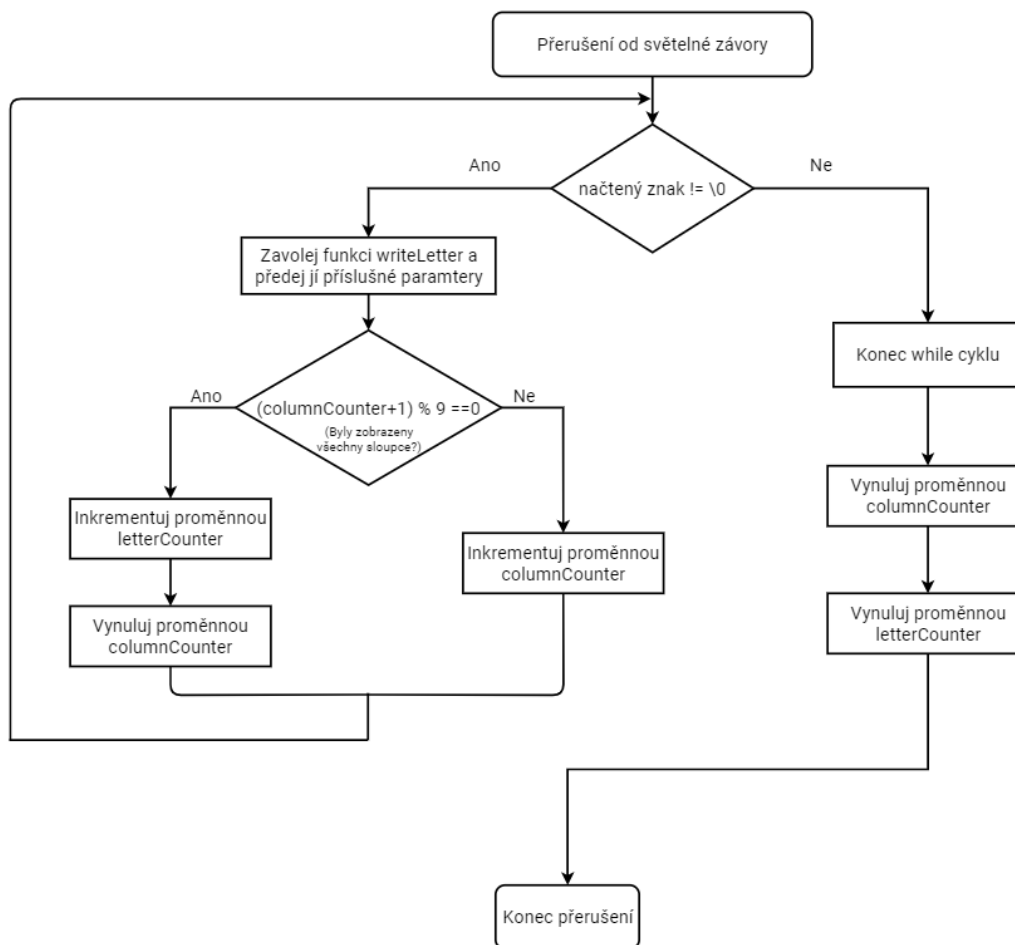 Přerušení od světelné závory
Ano
Ne
načtený znak != \0
Zavolej funkci writeLetter a
předej jí příslušné paramtery
Konec while cyklu
Ano
Ne
(columnCounter+1) % 9 ==0
(Byly zobrazeny
všechny sloupce?)
Vynuluj proměnnou
columnCounter
Inkrementuj proměnnou
letterCounter
Inkrementuj proměnnou
columnCounter
Vynuluj proměnnou
columnCounter
Vynuluj proměnnou
letterCounter
Konec přerušení